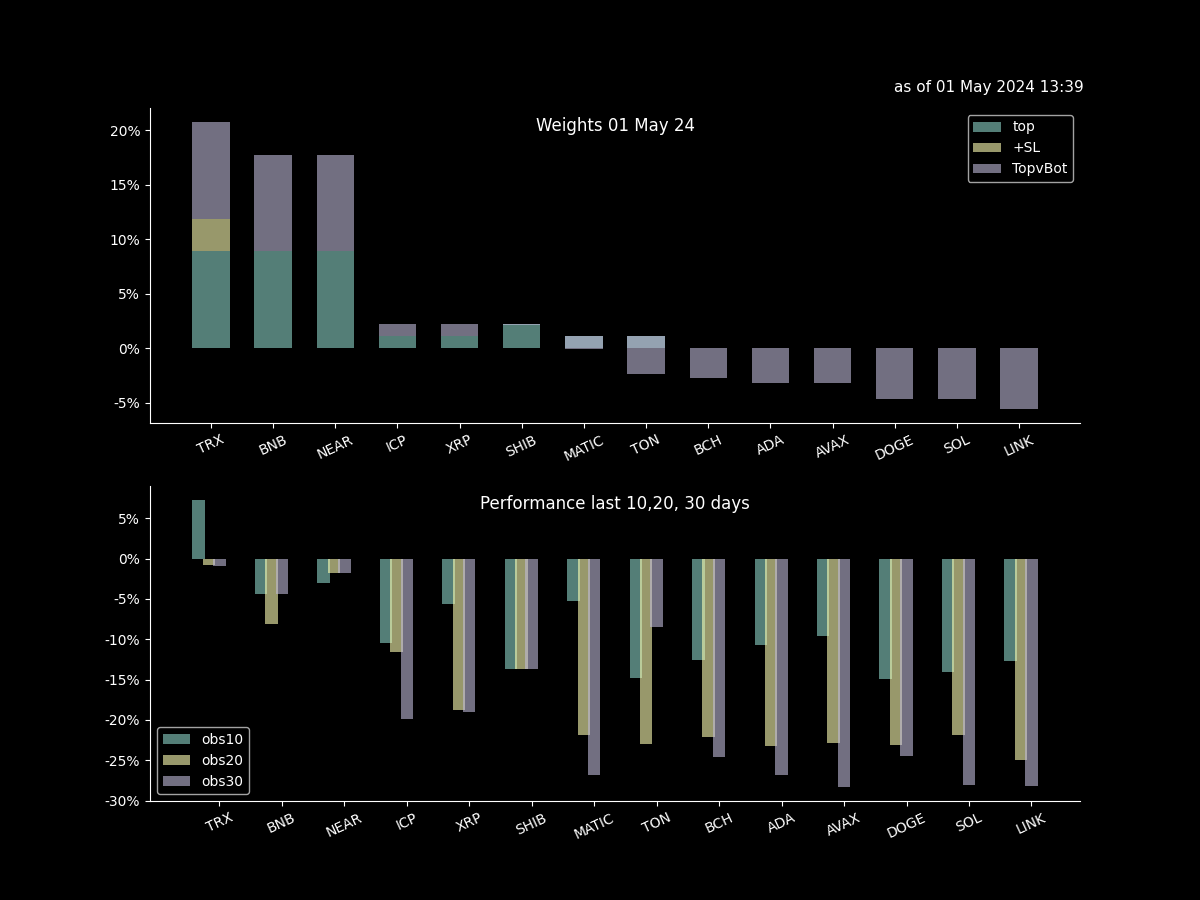 as of 01 May 2024 13:39
Weights 01 May 24
top
+SL
TopvBot
20%
15%
10%
5%
0%
-5%
TRX BNB NEAR ICP XRP SHIB MATIC TON BCH ADA AVAX DOGE SOL LINK
Performance last 10,20, 30 days
5%
0%
-5%
-10%
-15%
-20%
-25%
-30%
obs10
obs20
obs30
TRX BNB NEAR ICP XRP SHIB MATIC TON BCH ADA AVAX DOGE SOL LINK